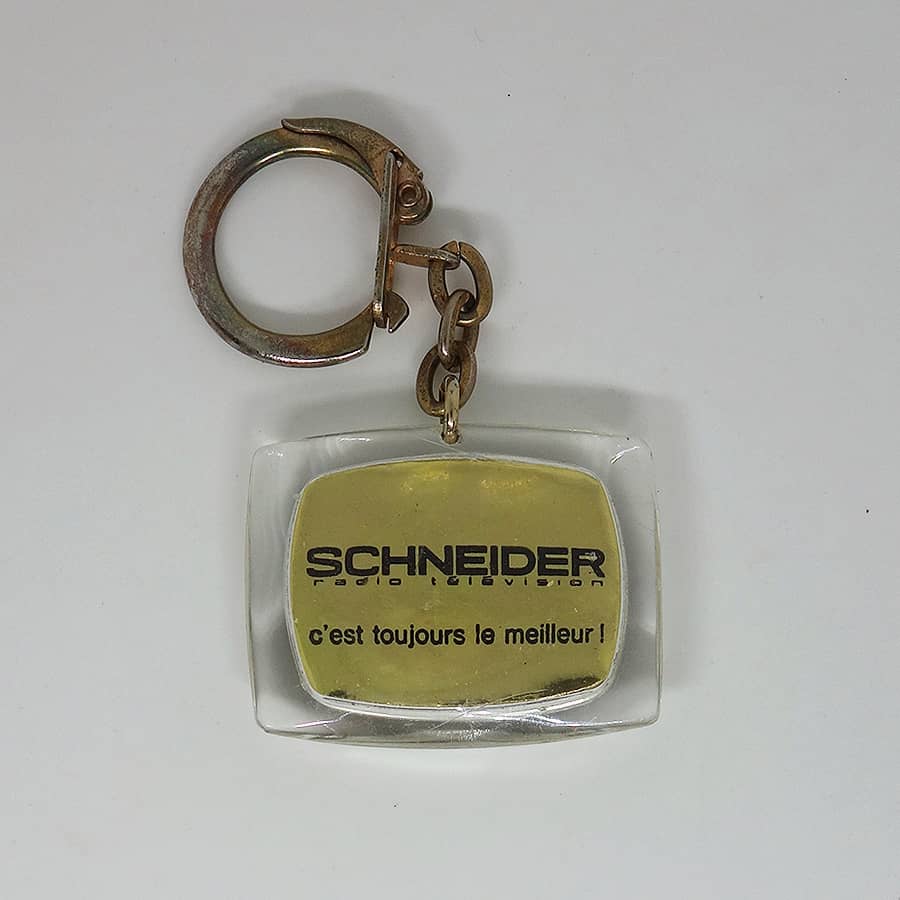 SCHNEIDER
radio télévision
c'est toujours le meilleur !